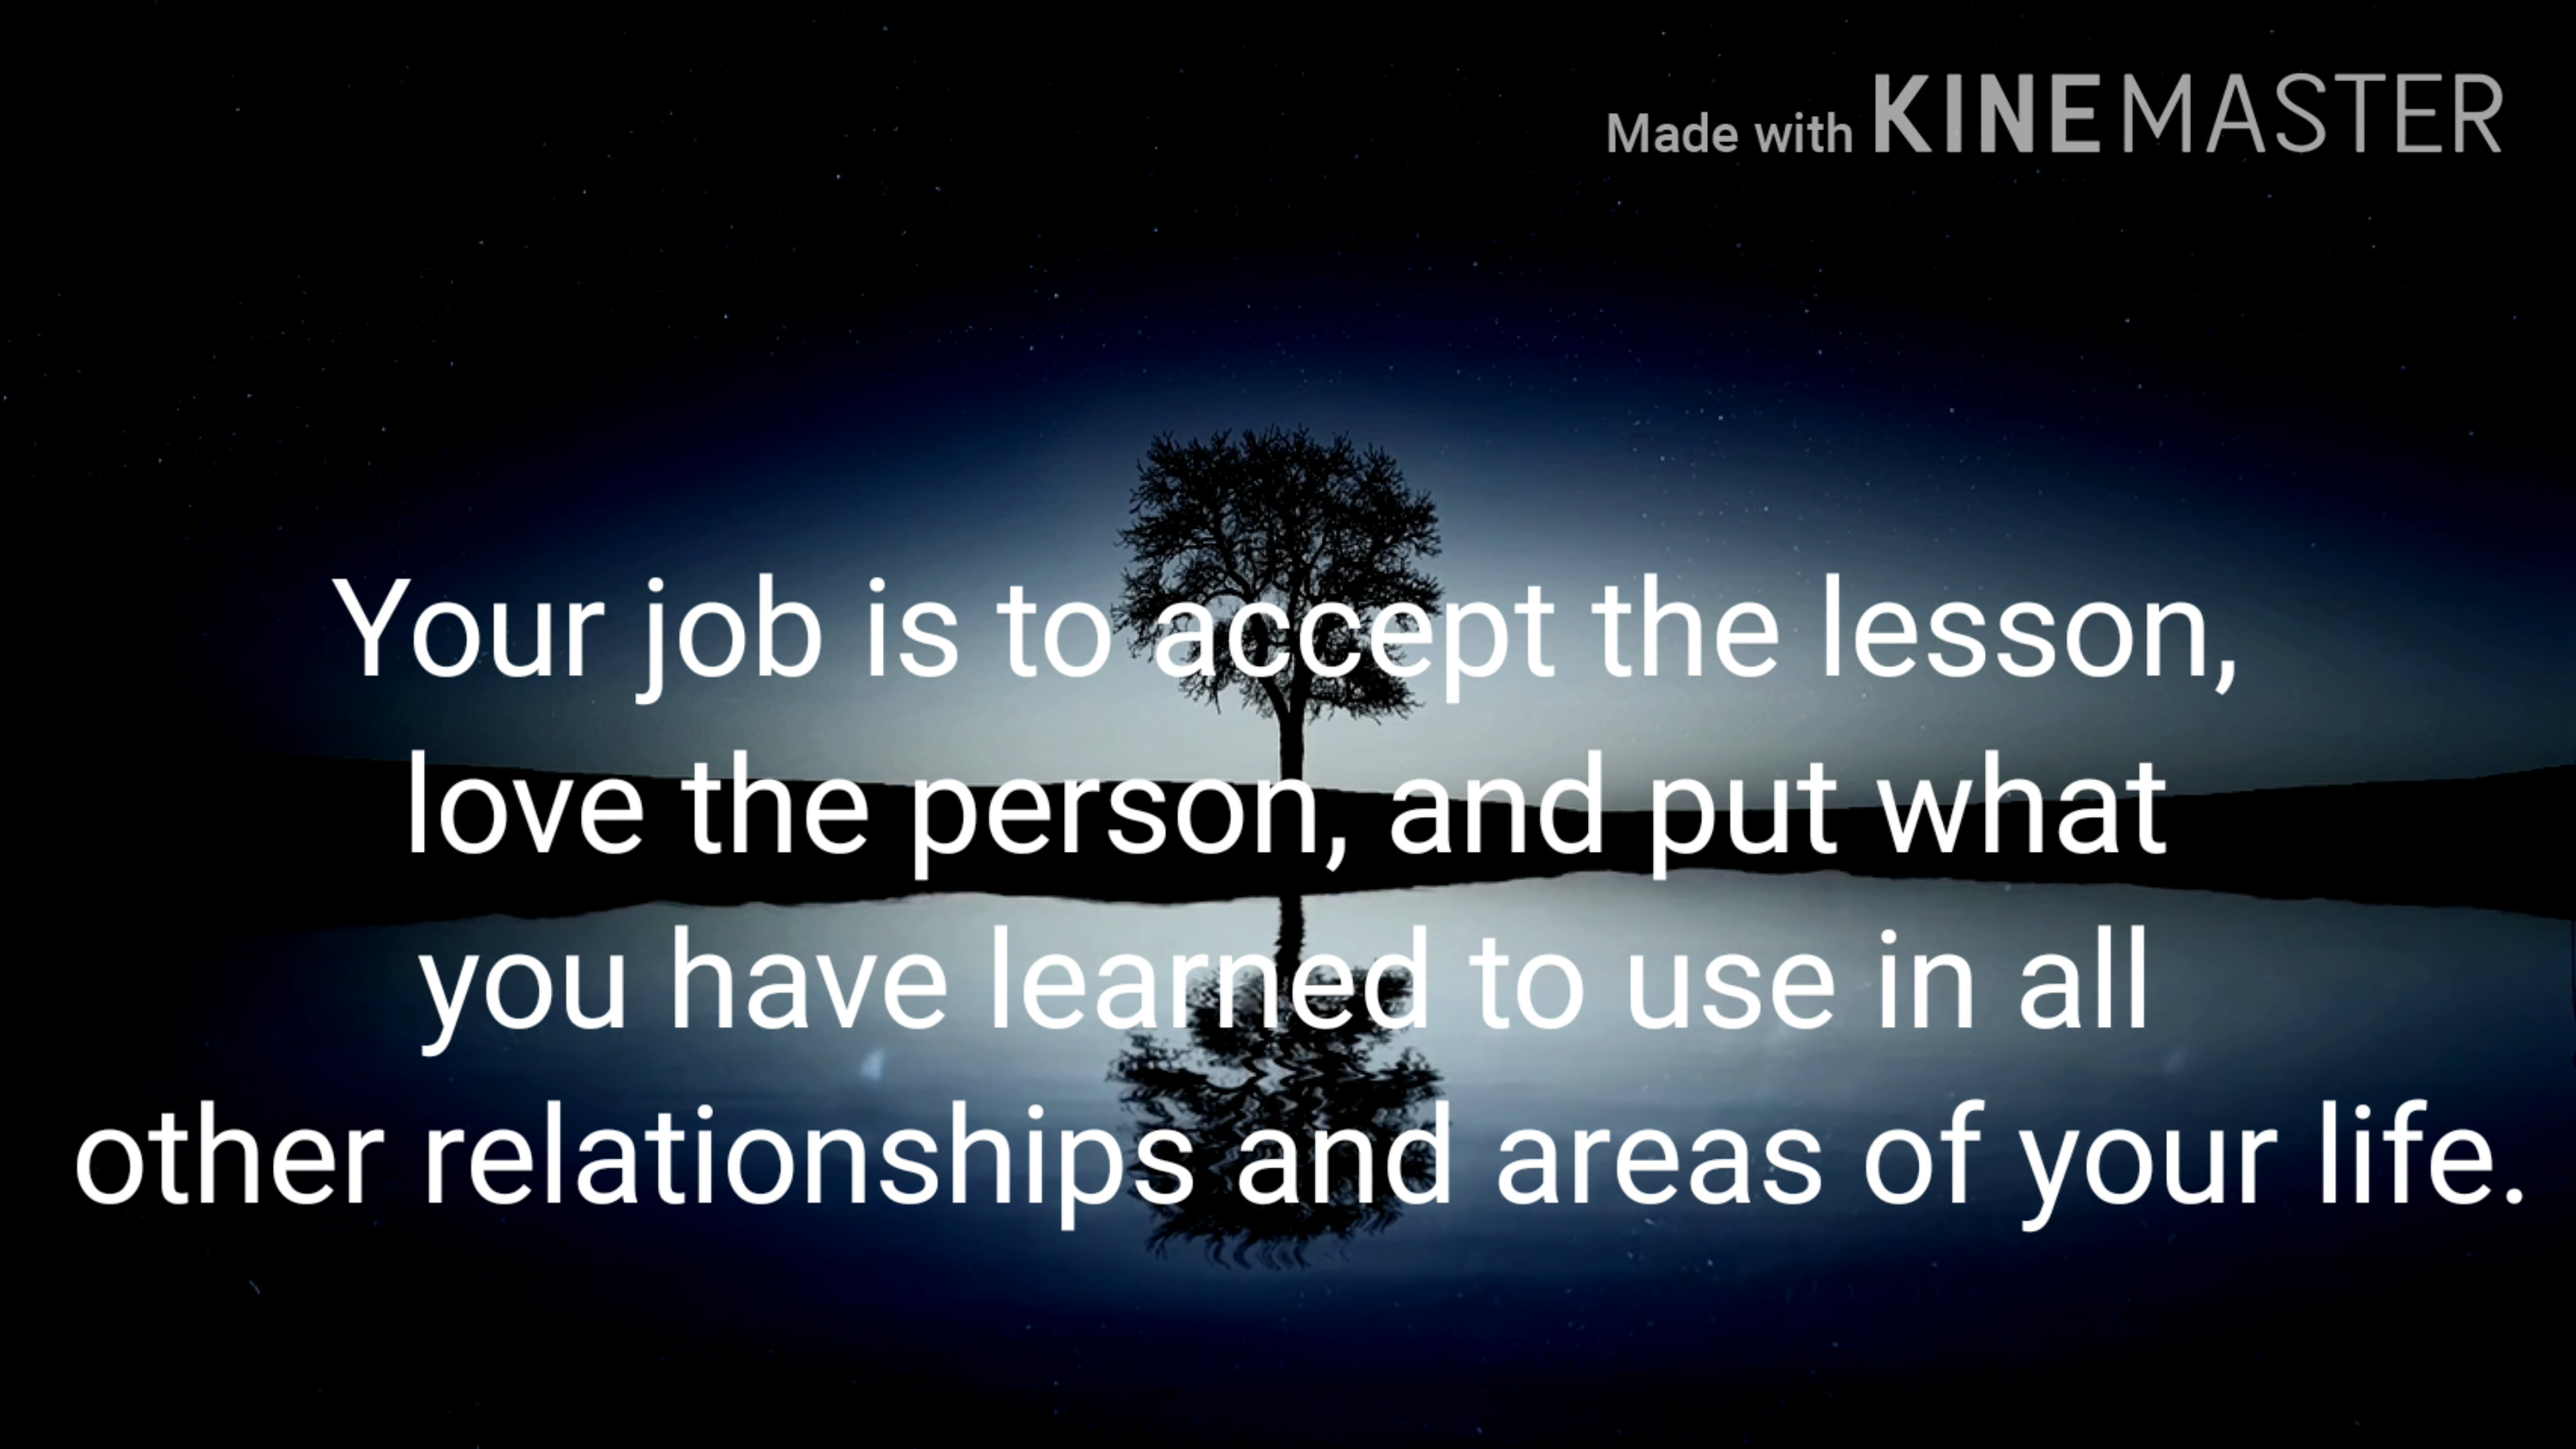 Made with KINEMASTER
Your job is to accept the lesson,
love the person, and put what
you have learned to use in all
other relationships and areas of your life.